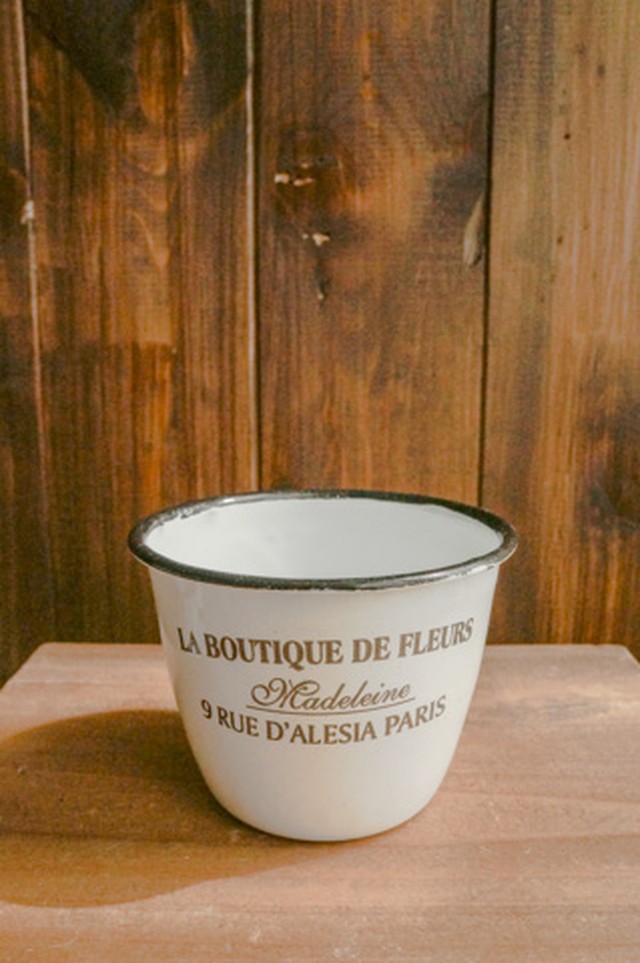 LA BOUTIQUE DE FLEURS
Madeleine
9 RUE D'ALESIA PARIS